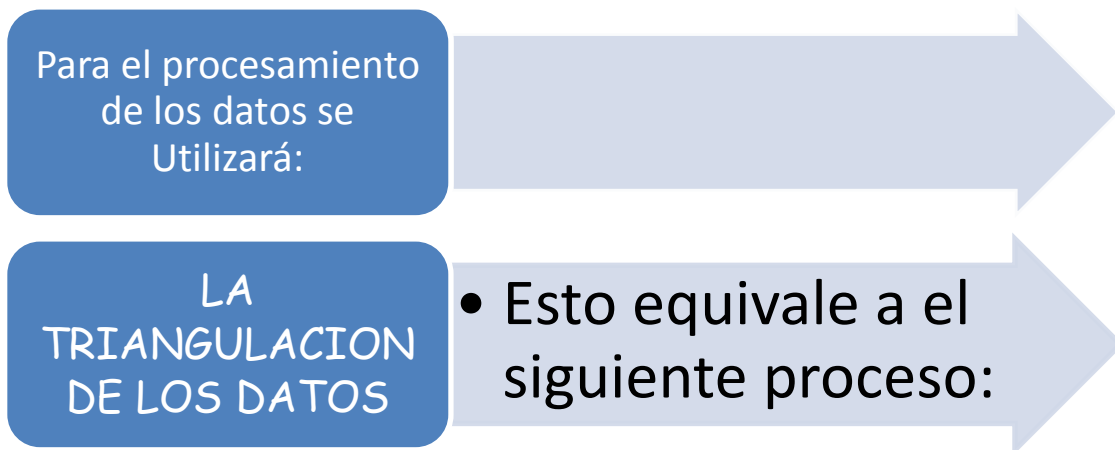 Para el procesamiento
de los datos se
Utilizará:
LA
TRIANGULACION
DE LOS DATOS
• Esto equivale a el
siguiente proceso: